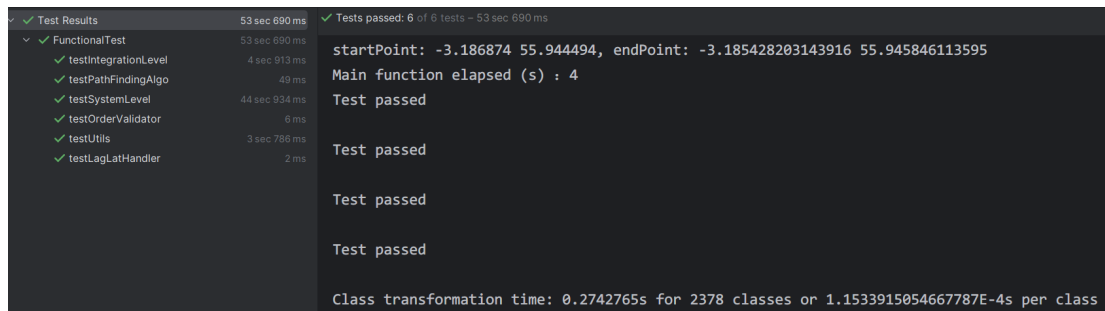 Test Results 53 sec 690 ms
FunctionalTest 53 sec 690 ms
testIntegrationLevel 4 sec 913 ms
testPathFindingAlgo 49 ms
testSystemLevel 44 sec 934 ms
testOrderValidator 6 ms
testUtils 3 sec 786 ms
testLagLatHandler 2 ms
Tests passed: 6 of 6 tests – 53 sec 690 ms
startPoint: -3.186874 55.944494, endPoint: -3.185428203143916 55.945846113595
Main function elapsed (s) : 4
Test passed
Test passed
Test passed
Test passed
Class transformation time: 0.2742765s for 2378 classes or 1.1533915054667787E-4s per class